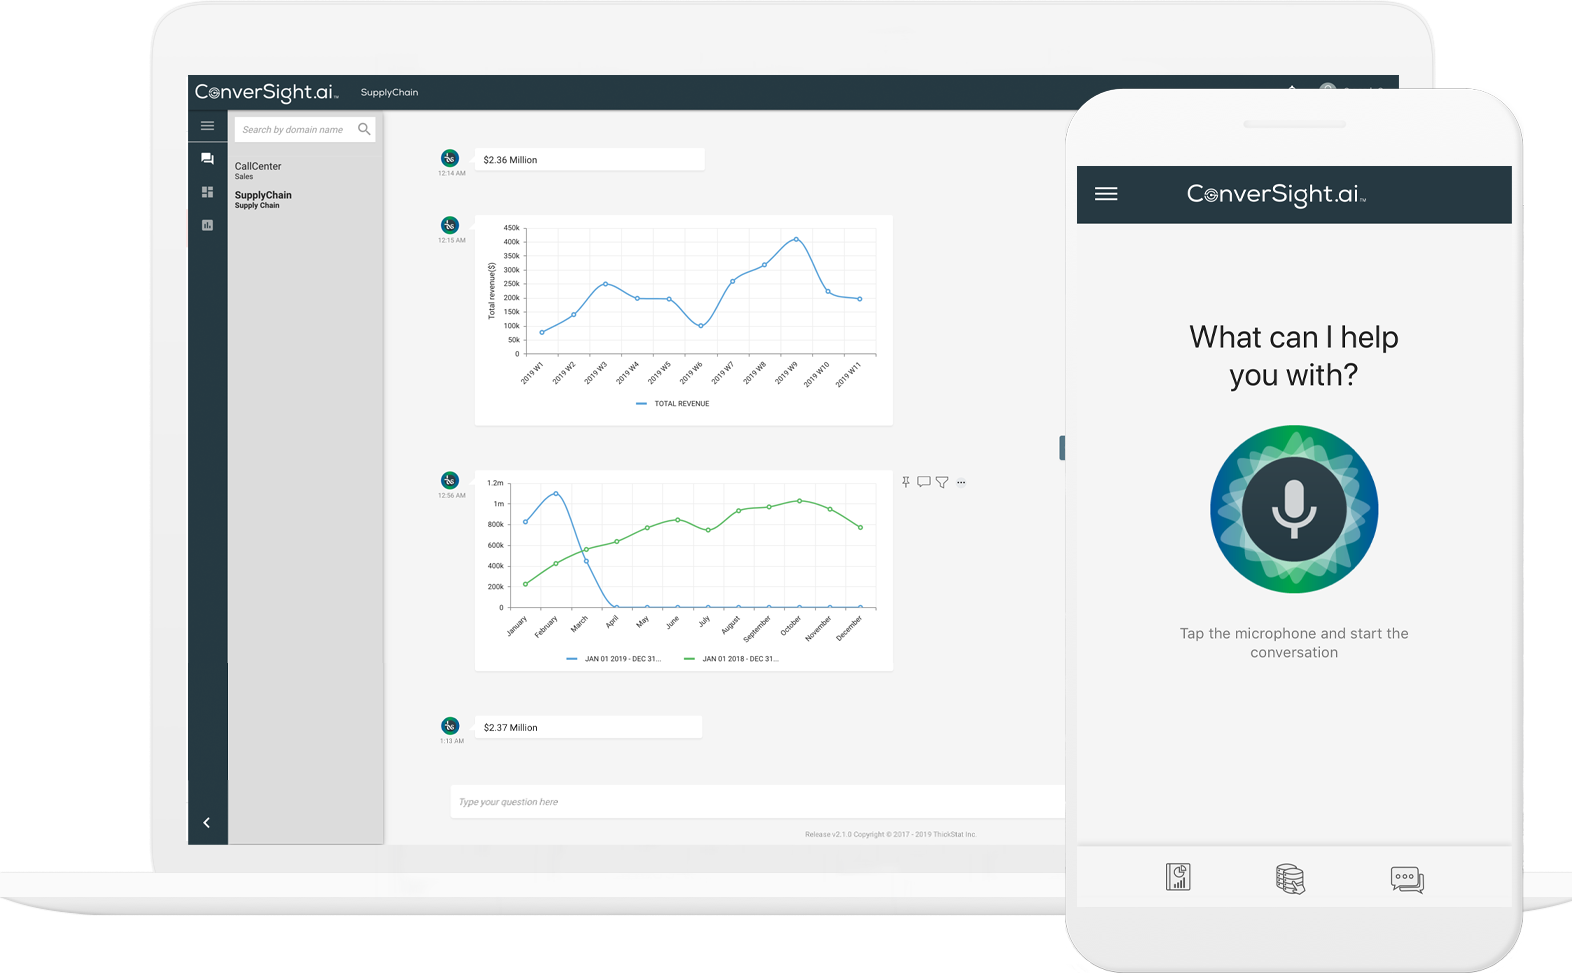 ConverSight.ai™
SupplyChain
Search by domain name
CallCenter
Sales
SupplyChain
Supply Chain
$2.36 Million
12:14 AM
12:15 AM
450k
400k
350k
300k
250k
200k
150k
100k
50k
0
Total revenue($)
2019 W1
2019 W2
2019 W3
2019 W4
2019 W5
2019 W6
2019 W7
2019 W8
2019 W9
2019 W10
2019 W11
TOTAL REVENUE
12:56 AM
1.2m
1m
800k
600k
400k
200k
0
January
February
March
April
May
June
July
August
September
October
November
December
JAN 01 2019 - DEC 31...
JAN 01 2018 - DEC 31...
$2.37 Million
1:13 AM
Type your question here
Release v2.1.0 Copyright © 2017 - 2019 ThickStat Inc.
ConverSight.ai™
What can I help
you with?
Tap the microphone and start the
conversation